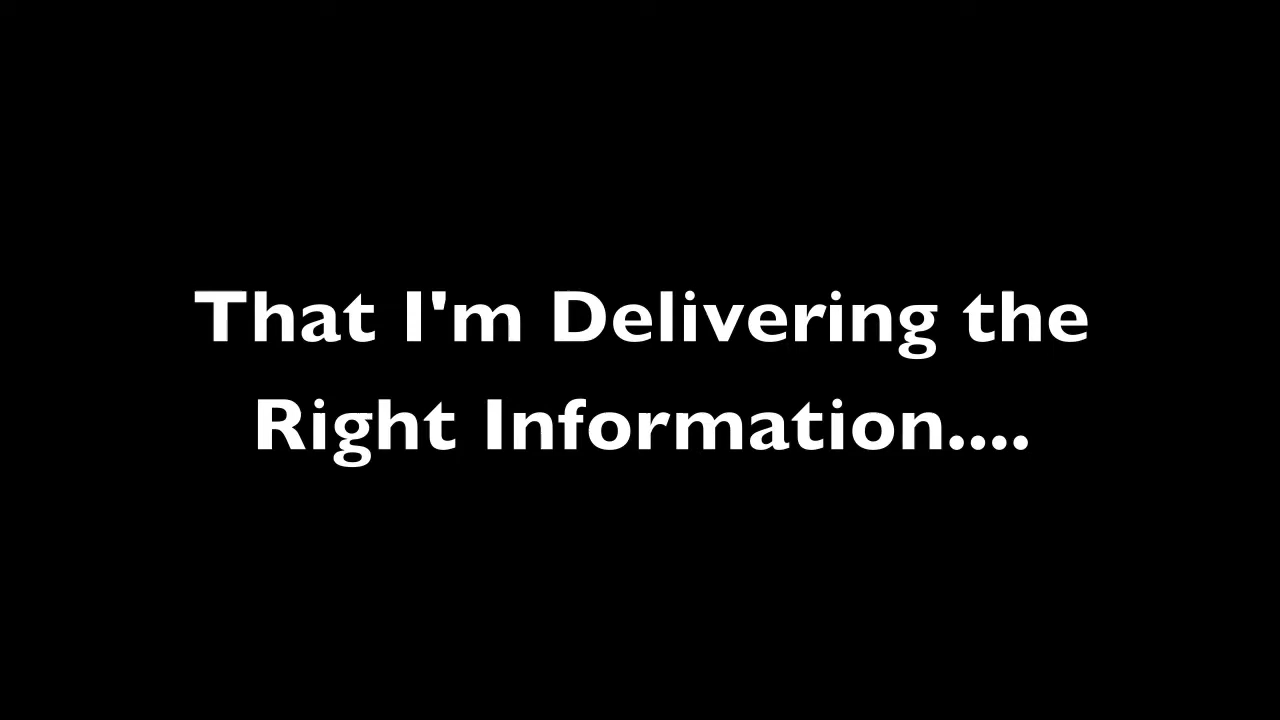 That I'm Delivering the
Right Information....